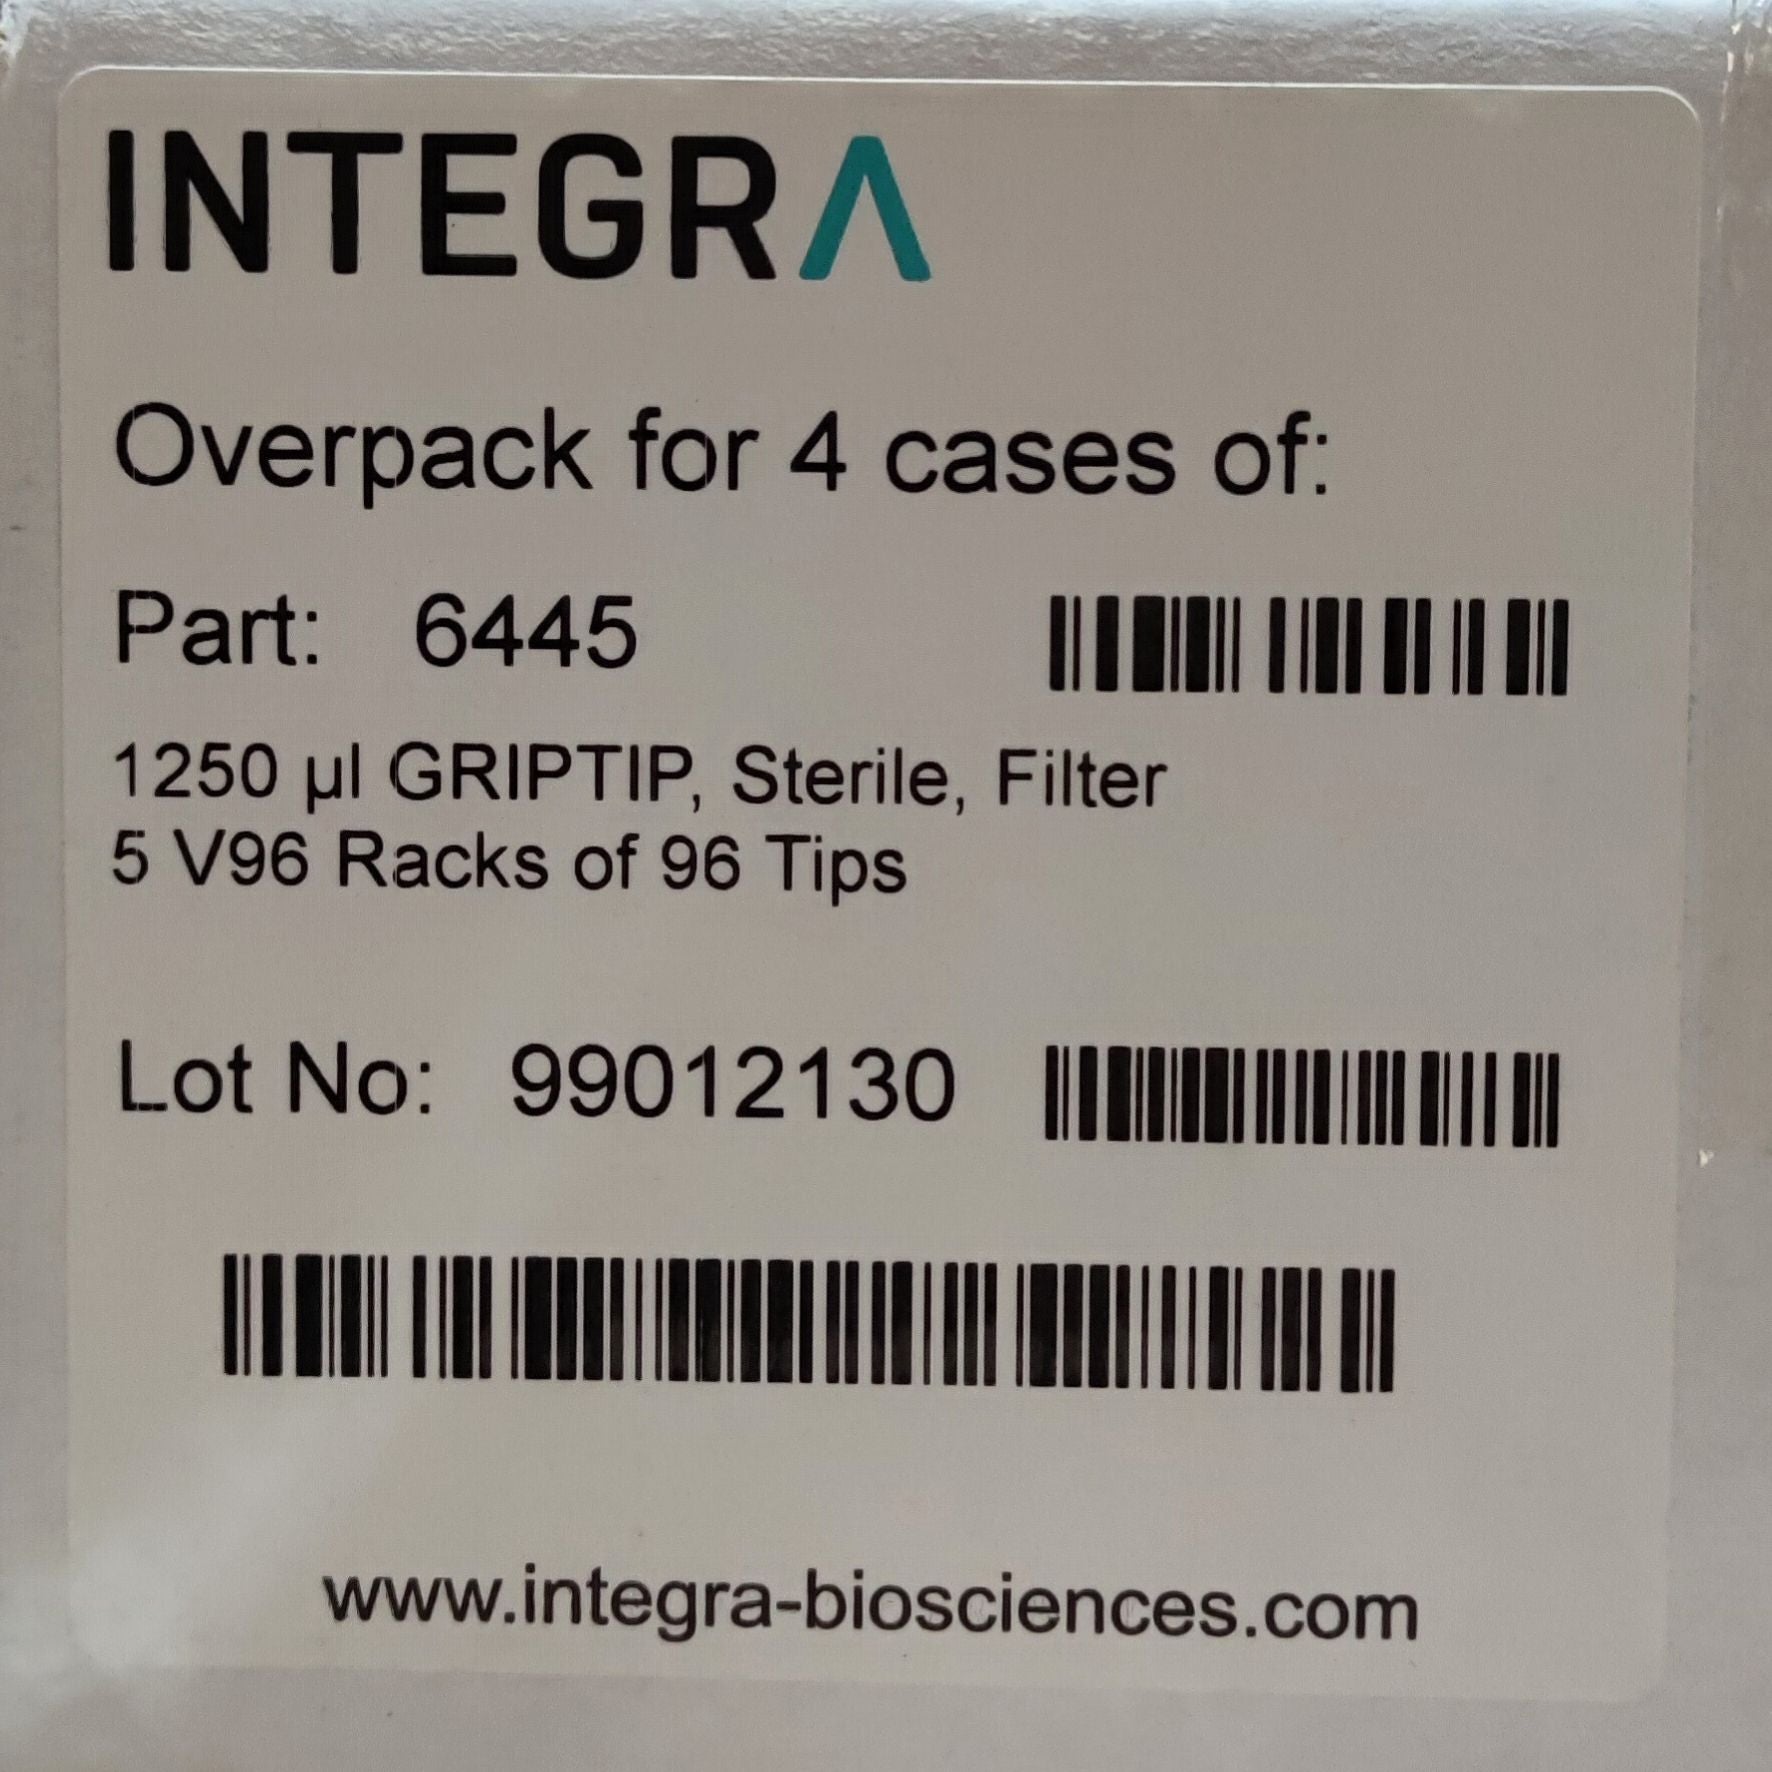 INTEGRA
Overpack for 4 cases of:
Part: 6445
1250 µl GRIPTIP, Sterile, Filter
5 V96 Racks of 96 Tips
Lot No: 99012130
www.integra-biosciences.com